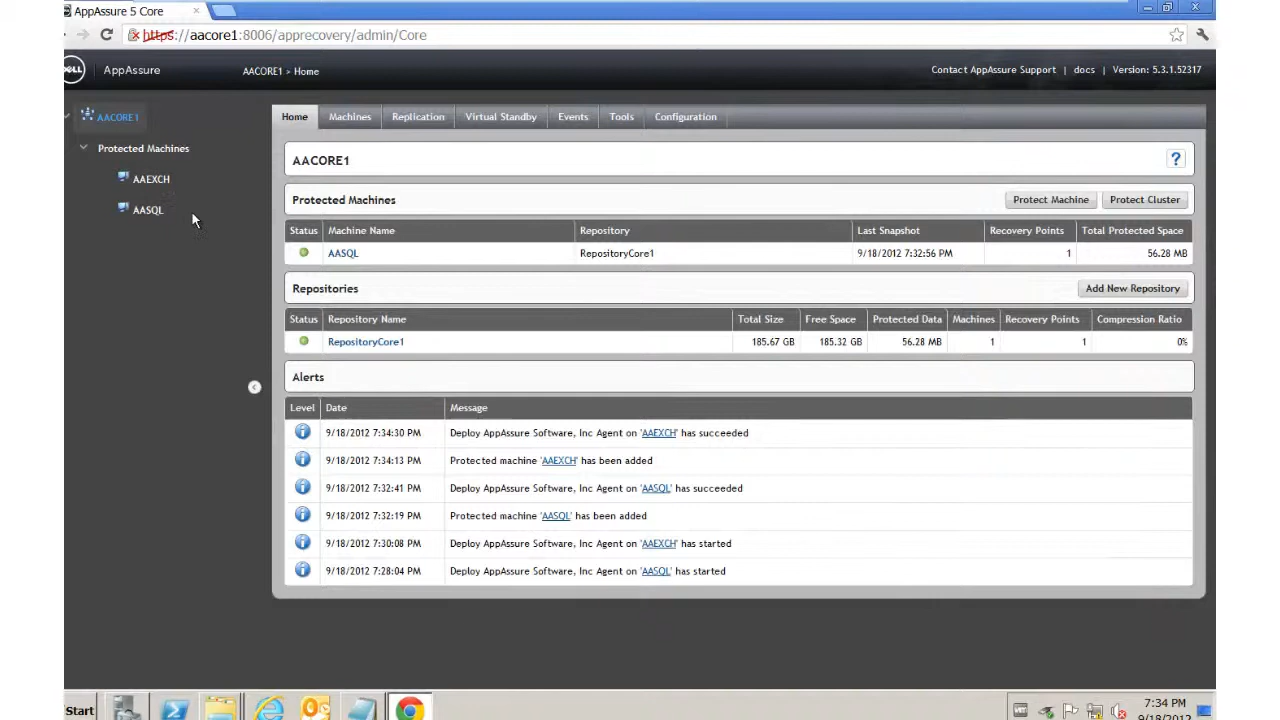 AppAssure 5 Core
https://aacore1:8006/apprecovery/admin/Core
DELL AppAssure AACORE1 > Home Contact AppAssure Support | docs | Version: 5.3.1.52317
AACORE1
Protected Machines
AAEXCH
AASQL
Home Machines Replication Virtual Standby Events Tools Configuration
AACORE1 ?
Protected Machines Protect Machine Protect Cluster
Status Machine Name Repository Last Snapshot Recovery Points Total Protected Space
AASQL RepositoryCore1 9/18/2012 7:32:56 PM 1 56.28 MB
Repositories Add New Repository
Status Repository Name Total Size Free Space Protected Data Machines Recovery Points Compression Ratio
RepositoryCore1 185.67 GB 185.32 GB 56.28 MB 1 1 0%
Alerts
Level Date Message
9/18/2012 7:34:30 PM Deploy AppAssure Software, Inc Agent on 'AAEXCH' has succeeded
9/18/2012 7:34:13 PM Protected machine 'AAEXCH' has been added
9/18/2012 7:32:41 PM Deploy AppAssure Software, Inc Agent on 'AASQL' has succeeded
9/18/2012 7:32:19 PM Protected machine 'AASQL' has been added
9/18/2012 7:30:08 PM Deploy AppAssure Software, Inc Agent on 'AAEXCH' has started
9/18/2012 7:28:04 PM Deploy AppAssure Software, Inc Agent on 'AASQL' has started
Start 7:34 PM
9/18/2012